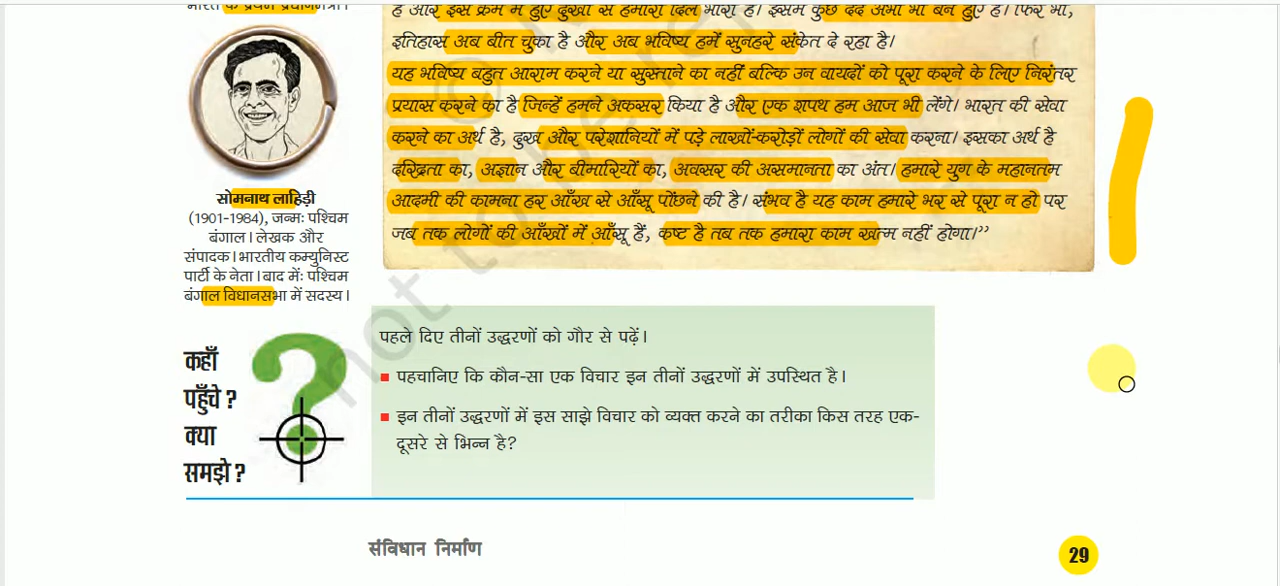 भारत के प्रथम प्रधानमंत्री।
सोमनाथ लाहिड़ी
(1901-1984), जन्मः पश्चिम
बंगाल। लेखक और
संपादक। भारतीय कम्युनिस्ट
पार्टी के नेता। बाद मेंः पश्चिम
बंगाल विधानसभा में सदस्य।
है और इस क्रम में हुए दुखों से हमारा दिल भारी है। इसमें कुछ दर्द अभी भी बने हुए हैं। फिर भी,
इतिहास अब बीत चुका है और अब भविष्य हमें सुनहरे संकेत दे रहा है।
यह भविष्य बहुत आराम करने या सुस्ताने का नहीं बल्कि उन वायदों को पूरा करने के लिए निरंतर
प्रयास करने का है जिन्हें हमने अकसर किया है और एक शपथ हम आज भी लेंगे। भारत की सेवा
करने का अर्थ है, दुख और परेशानियों में पड़े लाखों-करोड़ों लोगों की सेवा करना। इसका अर्थ है
दरिद्रता का, अज्ञान और बीमारियों का, अवसर की असमानता का अंत। हमारे युग के महानतम
आदमी की कामना हर आँख से आँसू पोंछने की है। संभव है यह काम हमारे भर से पूरा न हो पर
जब तक लोगों की आँखों में आँसू हैं, कष्ट है तब तक हमारा काम खत्म नहीं होगा।”
कहाँ
पहुँचे?
क्या
समझे?
पहले दिए तीनों उद्धरणों को गौर से पढ़ें।
पहचानिए कि कौन-सा एक विचार इन तीनों उद्धरणों में उपस्थित है।
इन तीनों उद्धरणों में इस साझे विचार को व्यक्त करने का तरीका किस तरह एक-
दूसरे से भिन्न है?
संविधान निर्माण
29